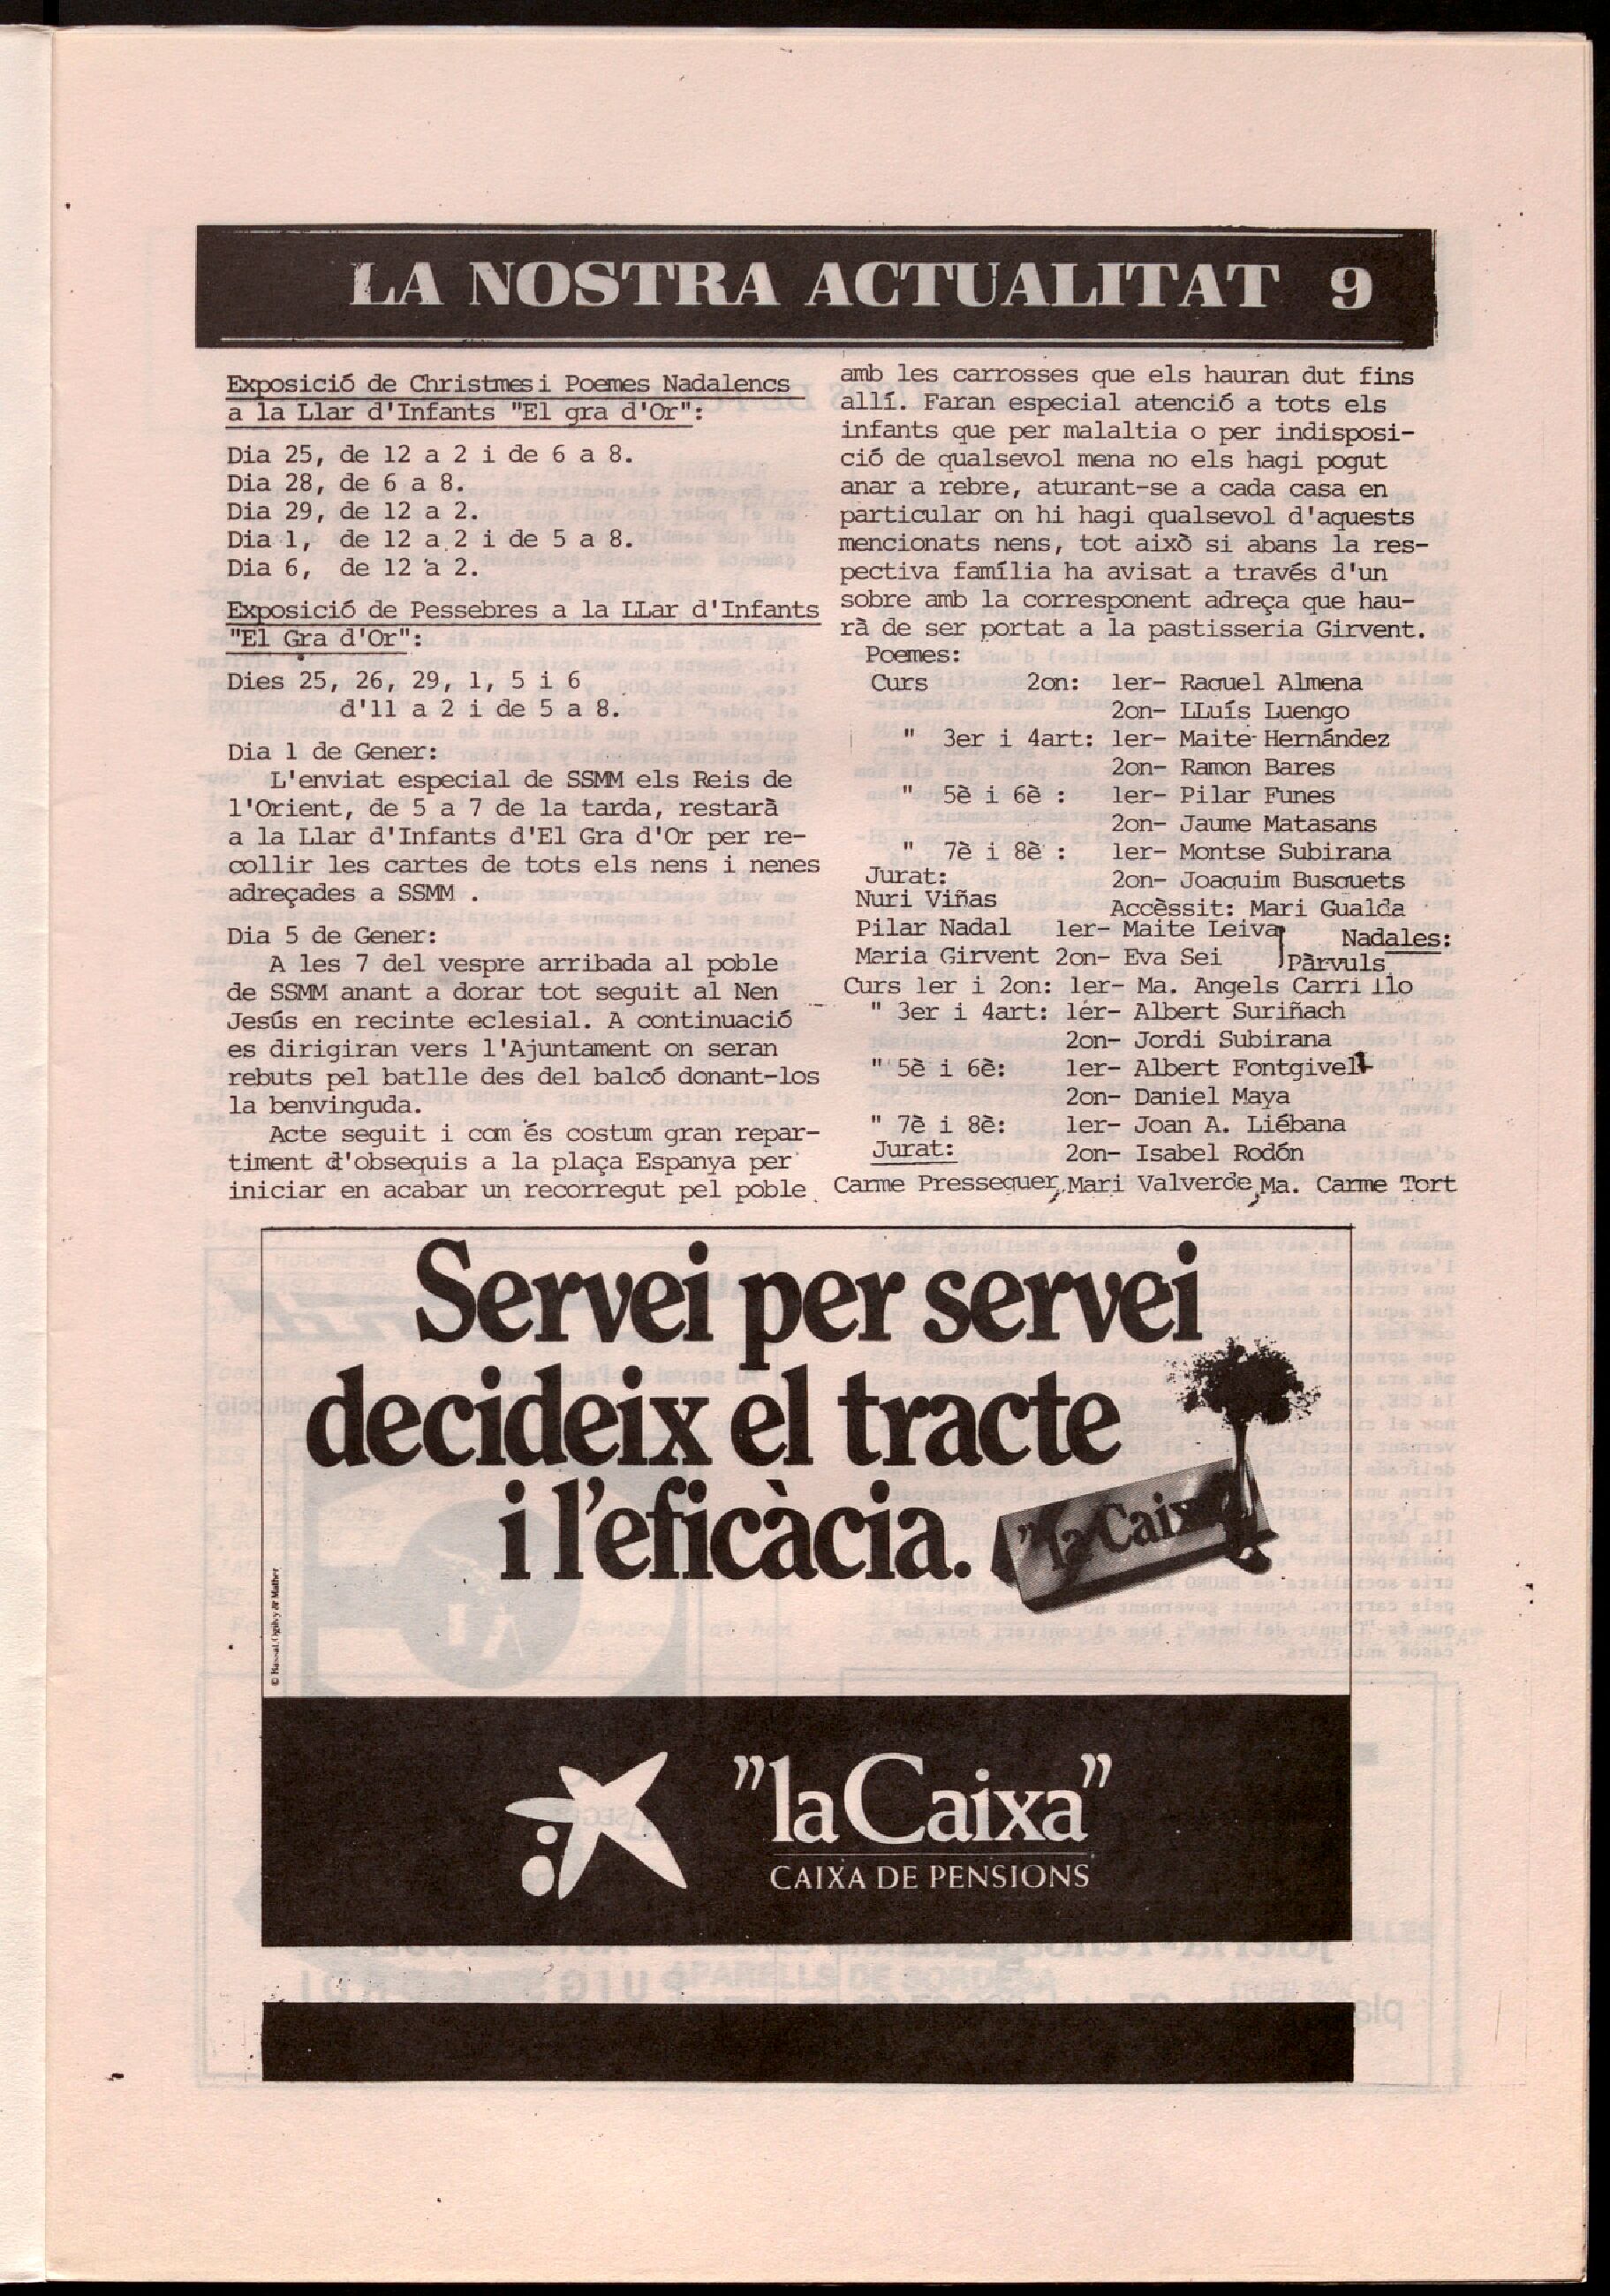 LA NOSTRA ACTUALITAT 9
Exposició de Christmes i Poemes Nadalencs
a la Llar d'Infants "El gra d'Or":
Dia 25, de 12 a 2 i de 6 a 8.
Dia 28, de 6 a 8.
Dia 29, de 12 a 2.
Dia 1, de 12 a 2 i de 5 a 8.
Dia 6, de 12 a 2.
Exposició de Pessebres a la LLar d'Infants
"El Gra d'Or":
Dies 25, 26, 29, 1, 5 i 6
d'11 a 2 i de 5 a 8.
Dia 1 de Gener:
L'enviat especial de SSMM els Reis de
l'Orient, de 5 a 7 de la tarda, restarà
a la Llar d'Infants d'El Gra d'Or per re-
collir les cartes de tots els nens i nenes
adreçades a SSMM .
Dia 5 de Gener:
A les 7 del vespre arribada al poble
de SSMM anant a dorar tot seguit al Nen
Jesús en recinte eclesial. A continuació
es dirigiran vers l'Ajuntament on seran
rebuts pel batlle des del balcó donant-los
la benvinguda.
Acte seguit i com és costum gran repar-
timent d'obsequis a la plaça Espanya per
iniciar en acabar un recorregut pel poble
amb les carrosses que els hauran dut fins
allí. Faran especial atenció a tots els
infants que per malaltia o per indisposi-
ció de qualsevol mena no els hagi pogut
anar a rebre, aturant-se a cada casa en
particular on hi hagi qualsevol d'aquests
mencionats nens, tot això si abans la res-
pectiva família ha avisat a través d'un
sobre amb la corresponent adreça que hau-
rà de ser portat a la pastisseria Girvent.
Poemes:
Curs 2on: 1er- Raquel Almena
2on- LLuís Luengo
" 3er i 4art: 1er- Maite Hernández
2on- Ramon Bares
" 5è i 6è : 1er- Pilar Funes
2on- Jaume Matasans
" 7è i 8è : 1er- Montse Subirana
Jurat: 2on- Joaquim Busquets
Nuri Viñas Accèssit: Mari Gualda
Pilar Nadal 1er- Maite Leiva Nadales:
Maria Girvent 2on- Eva Sei Pàrvuls
Curs 1er i 2on: 1er- Ma. Angels Carrillo
" 3er i 4art: 1er- Albert Suriñach
2on- Jordi Subirana
" 5è i 6è: 1er- Albert Fontgivell
2on- Daniel Maya
" 7è i 8è: 1er- Joan A. Liébana
Jurat: 2on- Isabel Rodón
Carme Pressequer, Mari Valverde, Ma. Carme Tort
Servei per servei
decideix el tracte
i l'eficàcia.
"la Caixa"
© Bassat, Ogilvy & Mather
"la Caixa"
CAIXA DE PENSIONS